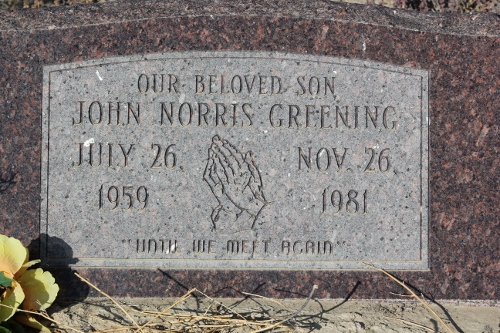 OUR BELOVED SON
JOHN NORRIS GREENING
JULY 26 NOV. 26
1959 1981
"UNTIL WE MEET AGAIN"